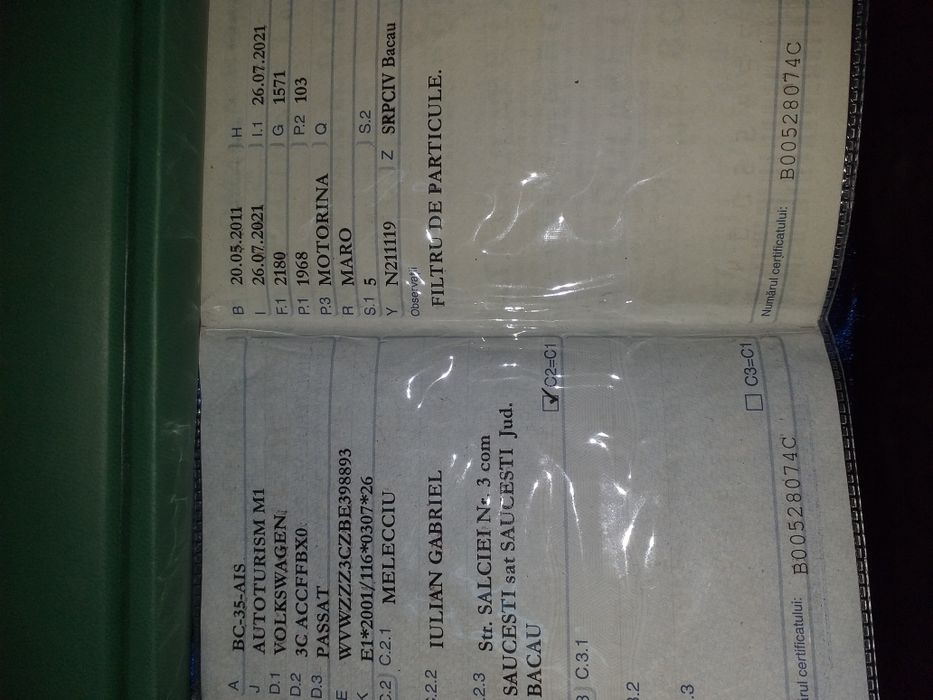 A BC-35-AIS
J AUTOTURISM M1
D.1 VOLKSWAGEN
D.2 3C ACCFFBX0
D.3 PASSAT
E WVWZZZ3CZBE398893
K E1*2001/116*0307*26
C.2 C.2.1 MELECCIU
C.2.2 IULIAN GABRIEL
C.2.3 Str. SALCIEI Nr. 3 com
SAUCESTI sat SAUCESTI Jud.
BACAU
C2=C1
C.3.1
C3=C1
certificatului: B00528074C
B 20.05.2011 H
I 26.07.2021 I.1 26.07.2021
F.1 2180 G 1571
P.1 1968 P.2 103
P.3 MOTORINA Q
R MARO
S.1 5 S.2
Y N211119 Z SRPCIV Bacau
Observații
FILTRU DE PARTICULE.
Numărul certificatului: B00528074C